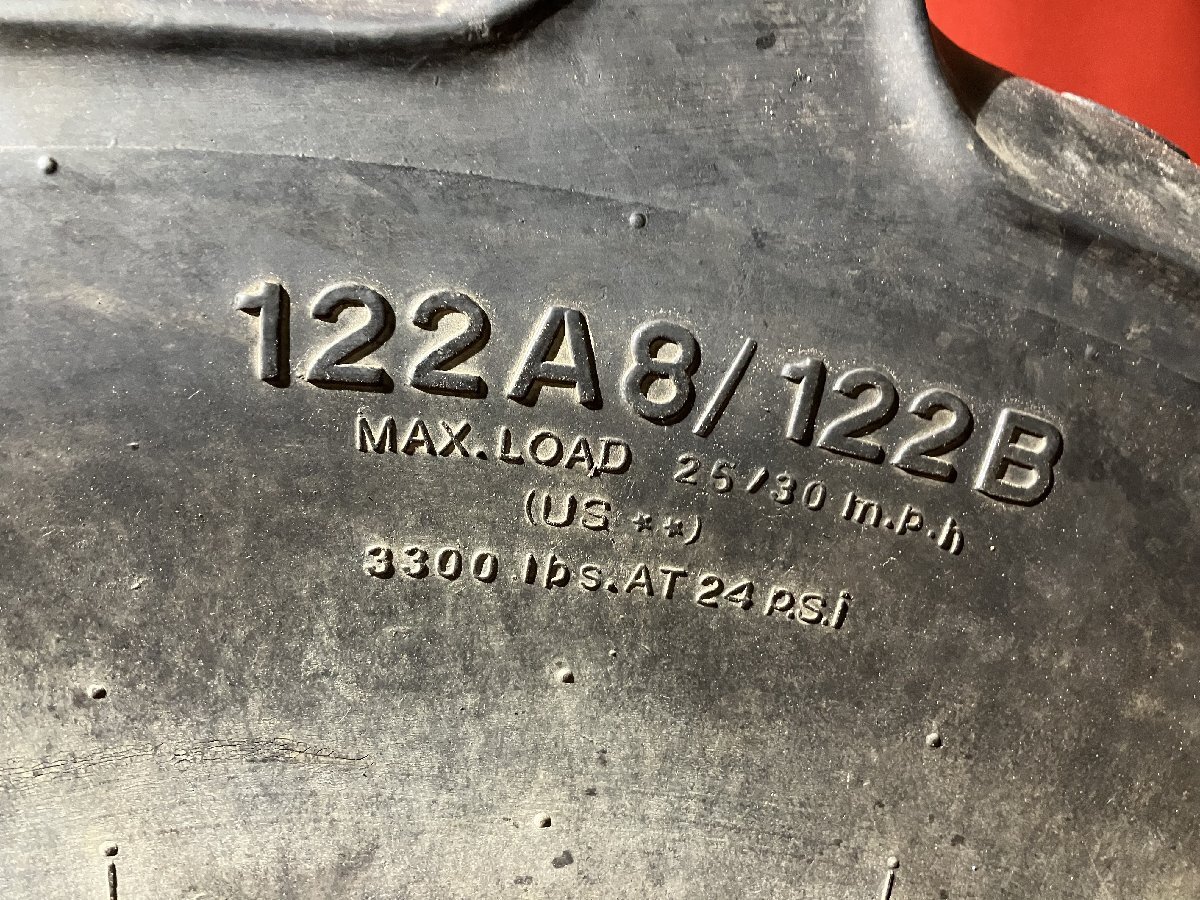 122A8/122B
MAX.LOAD 25/30 m.p.h
(US **)
3300 lbs.AT 24 p.s.i